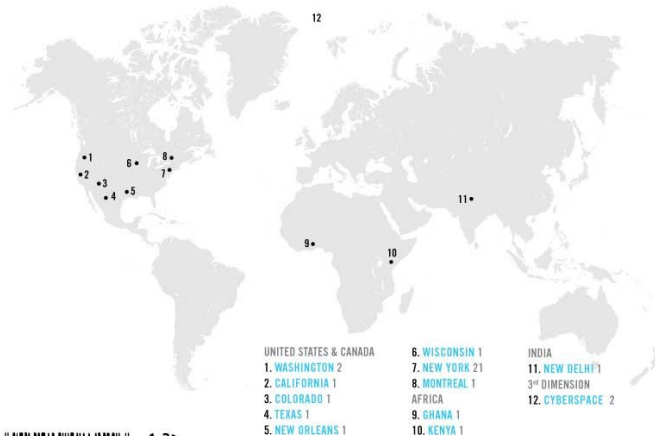 12
1
8
6
2
7
3
5
4
11
9
10
UNITED STATES & CANADA
1. WASHINGTON 2
2. CALIFORNIA 1
3. COLORADO 1
4. TEXAS 1
5. NEW ORLEANS 1
6. WISCONSIN 1
7. NEW YORK 21
8. MONTREAL 1
AFRICA
9. GHANA 1
10. KENYA 1
INDIA
11. NEW DELHI 1
3rd DIMENSION
12. CYBERSPACE 2